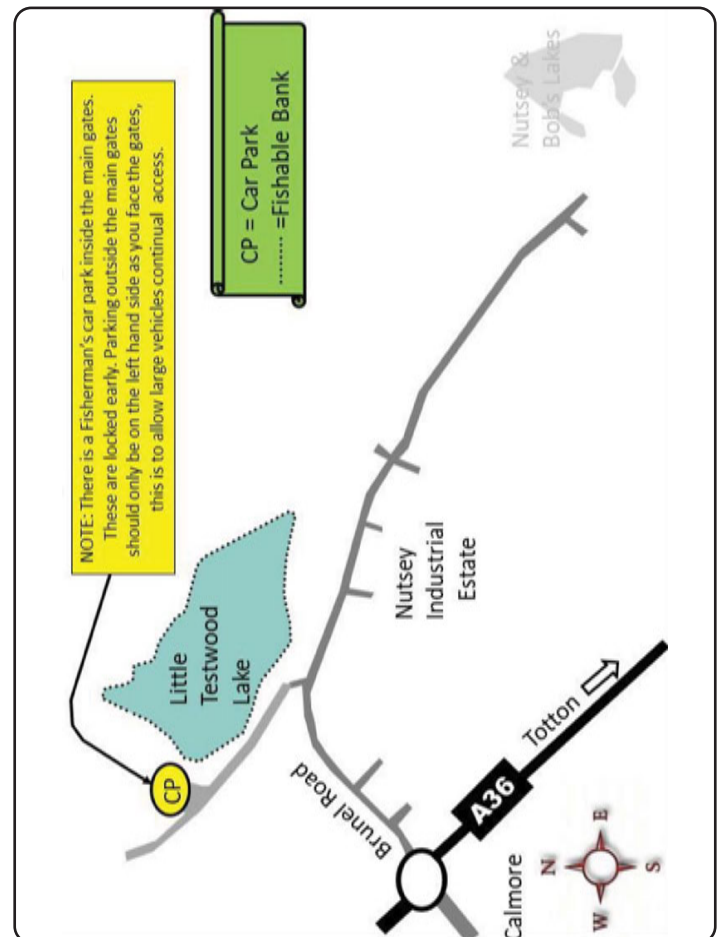 NOTE: There is a Fisherman's car park inside the main gates.
These are locked early. Parking outside the main gates
should only be on the left hand side as you face the gates,
this is to allow large vehicles continual access.
CP = Car Park
........ =Fishable Bank
Nutsey &
Bob's Lakes
Little
Testwood
Lake
CP
Nutsey
Industrial
Estate
Brunel Road
A36
Totton
Calmore
N
E
S
W